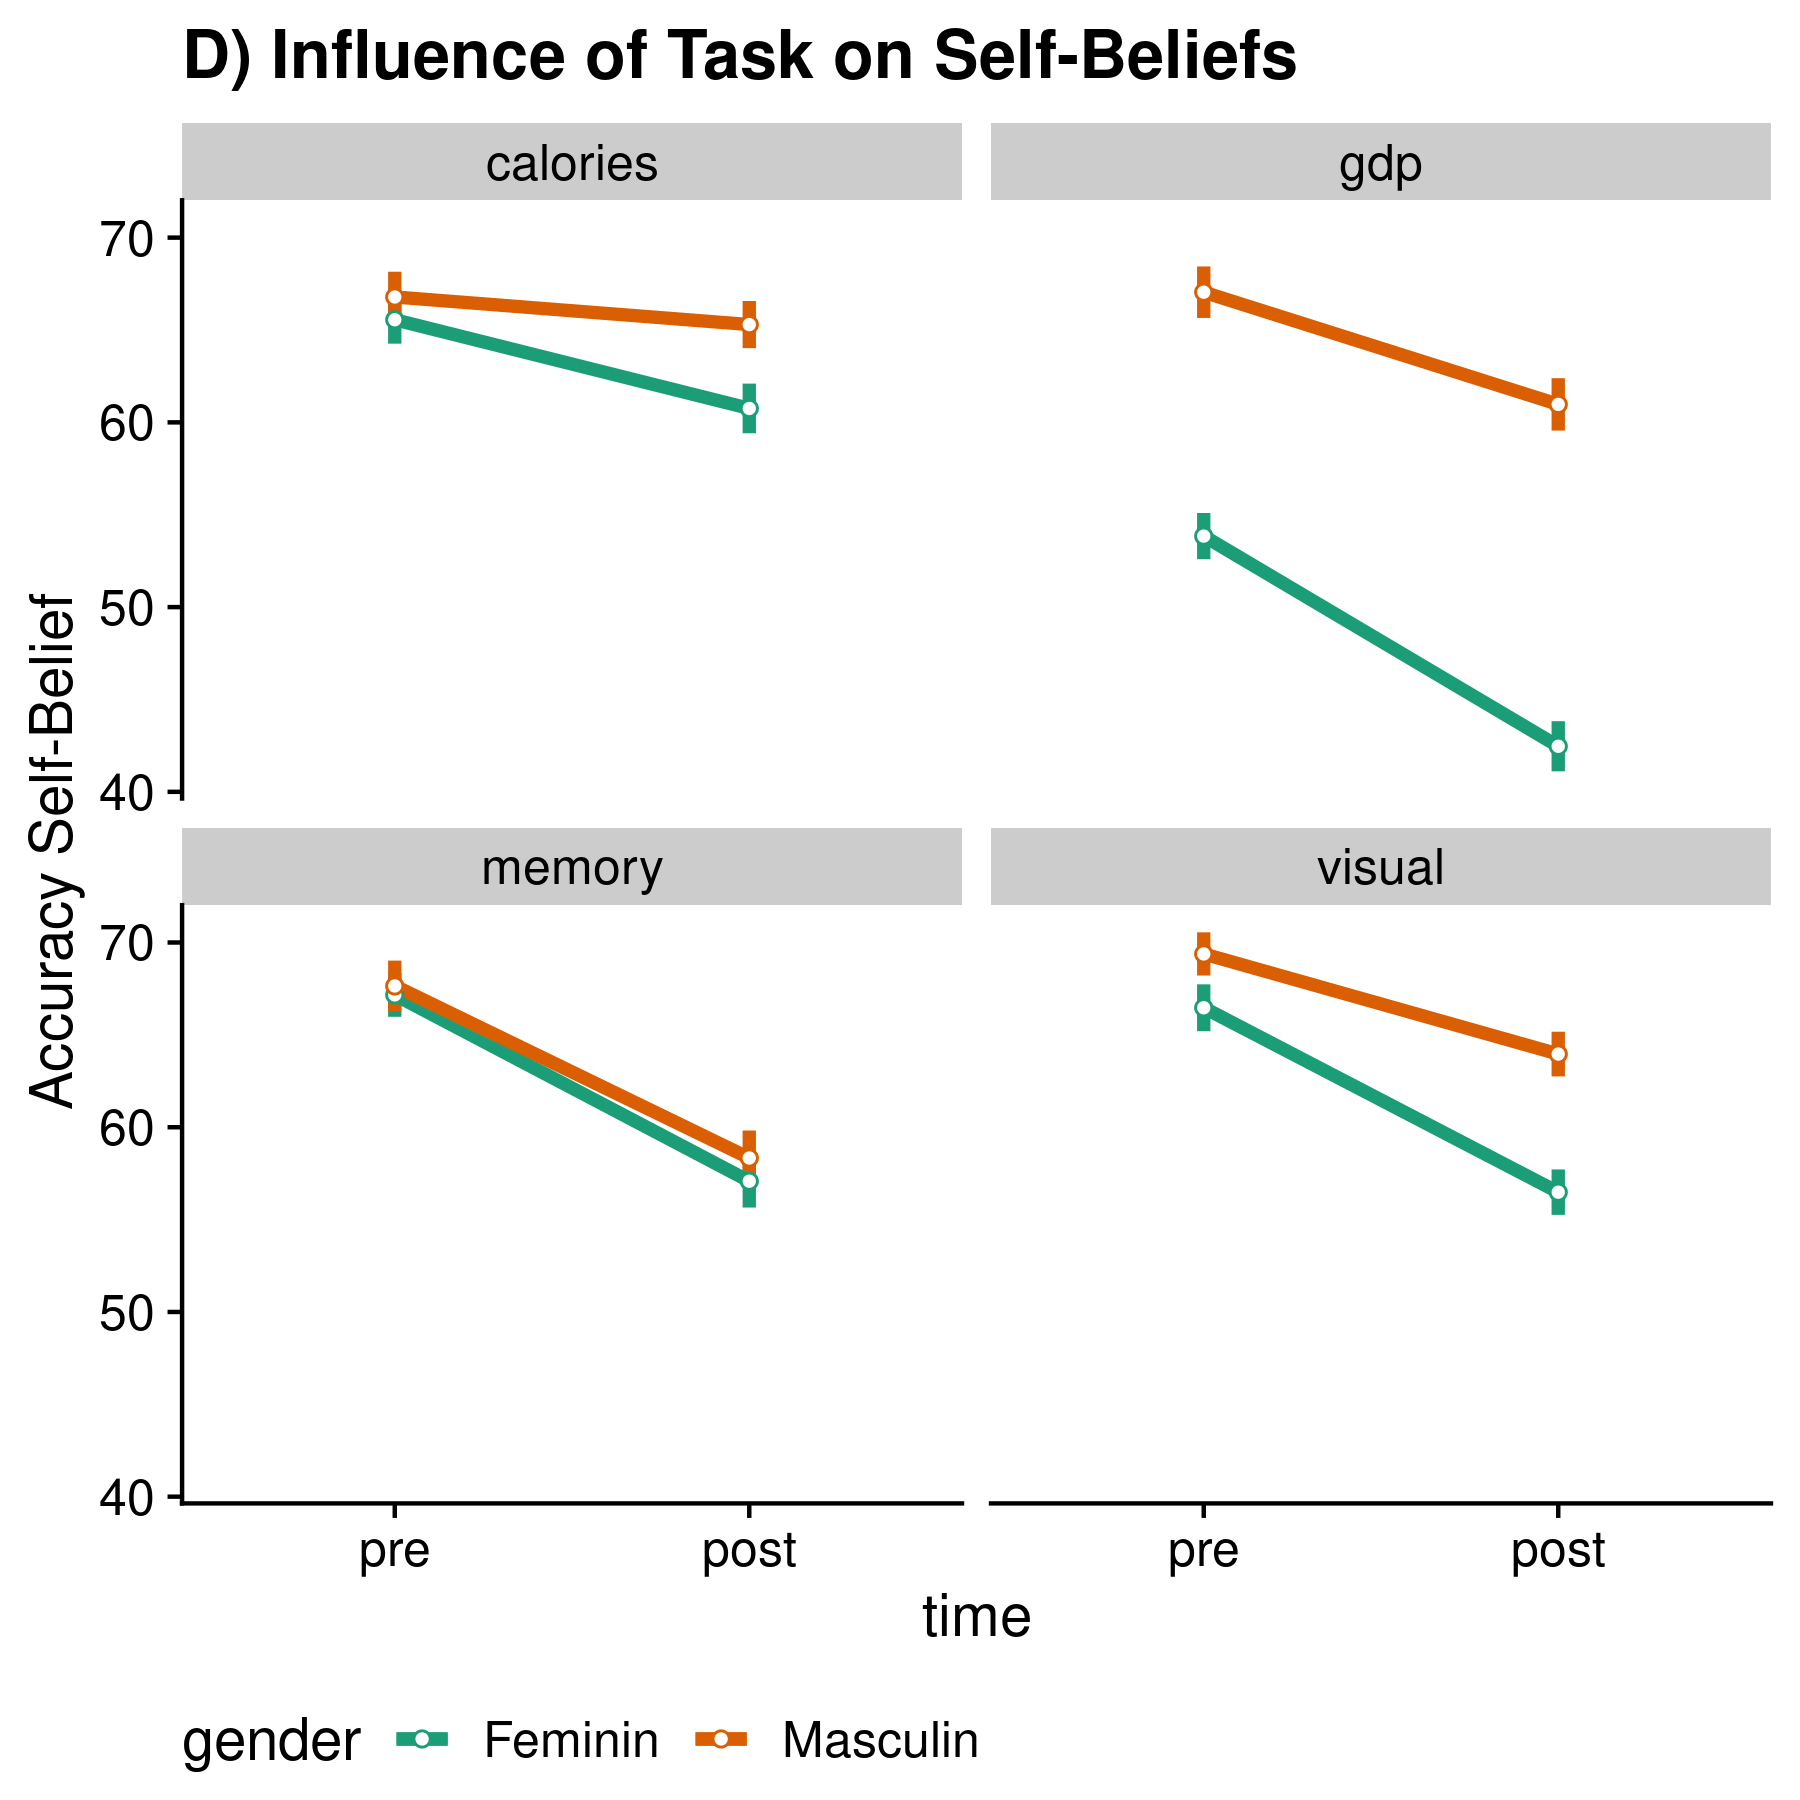 D) Influence of Task on Self-Beliefs
calories
gdp
70
60
50
40
Accuracy Self-Belief
memory
visual
70
60
50
40
pre
post
pre
post
time
gender
Feminin
Masculin